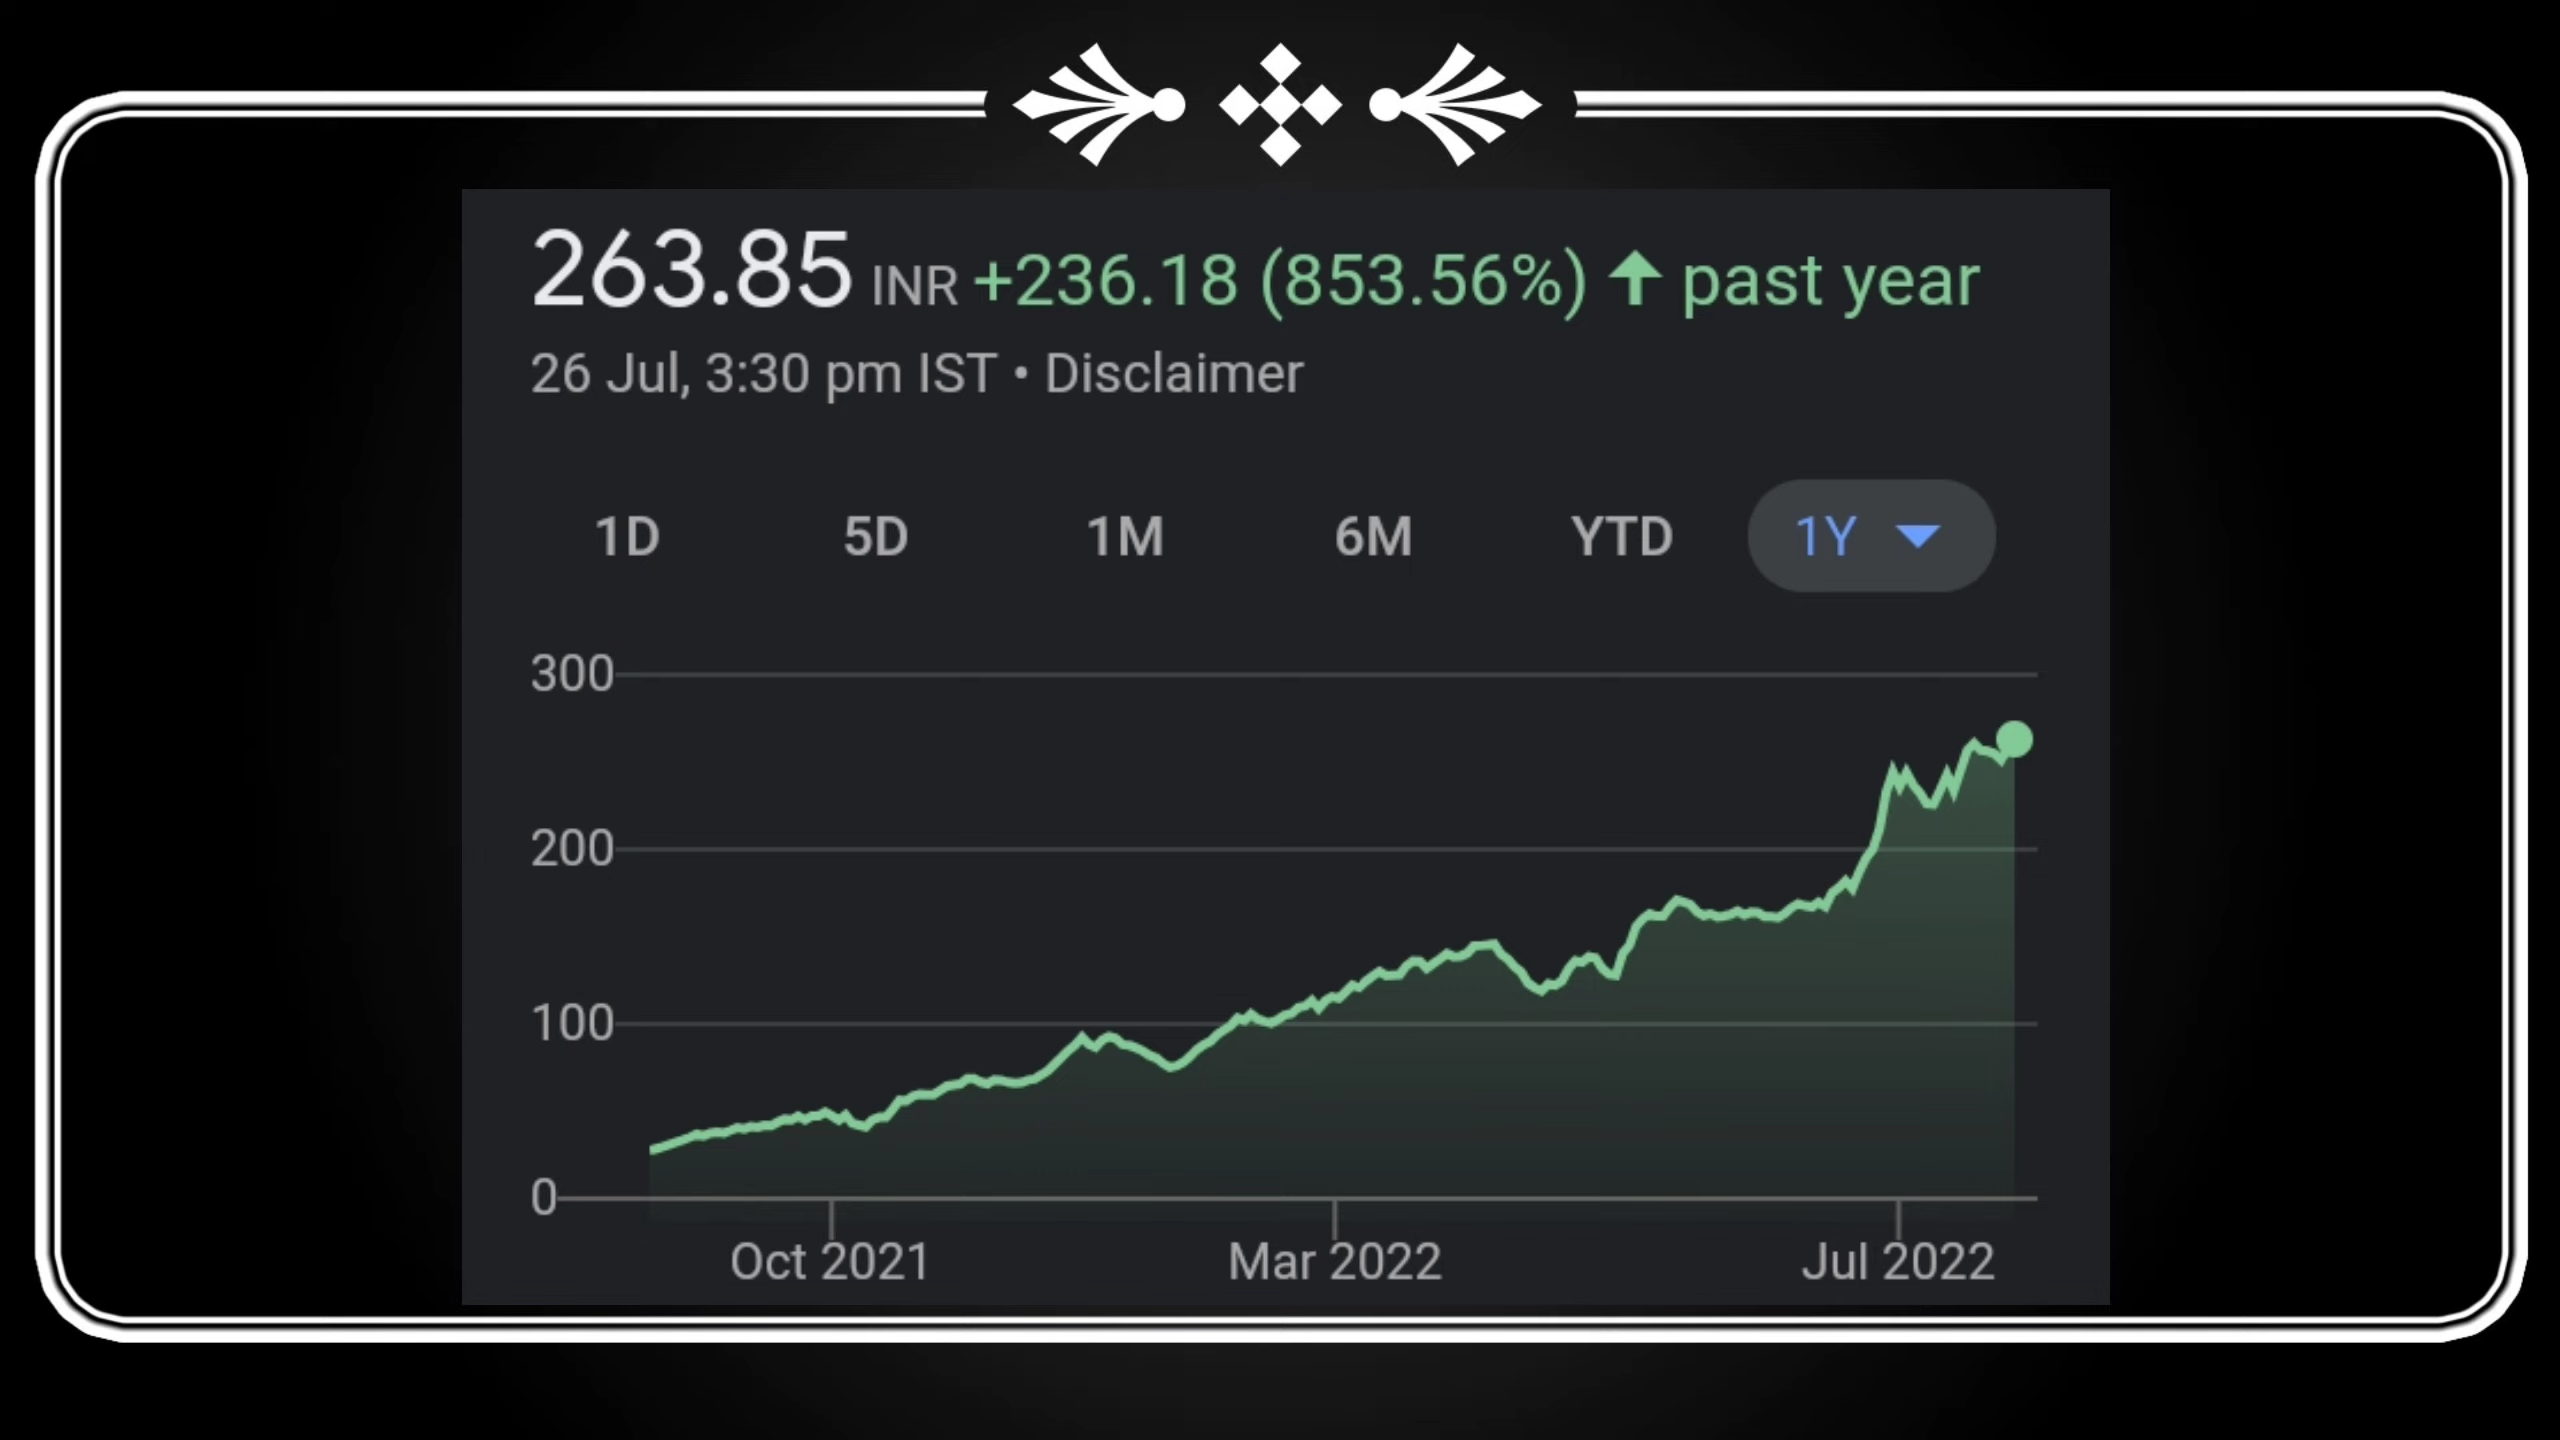 263.85 INR +236.18 (853.56%) ↑ past year
26 Jul, 3:30 pm IST • Disclaimer
1D 5D 1M 6M YTD 1Y
300
200
100
0
Oct 2021 Mar 2022 Jul 2022